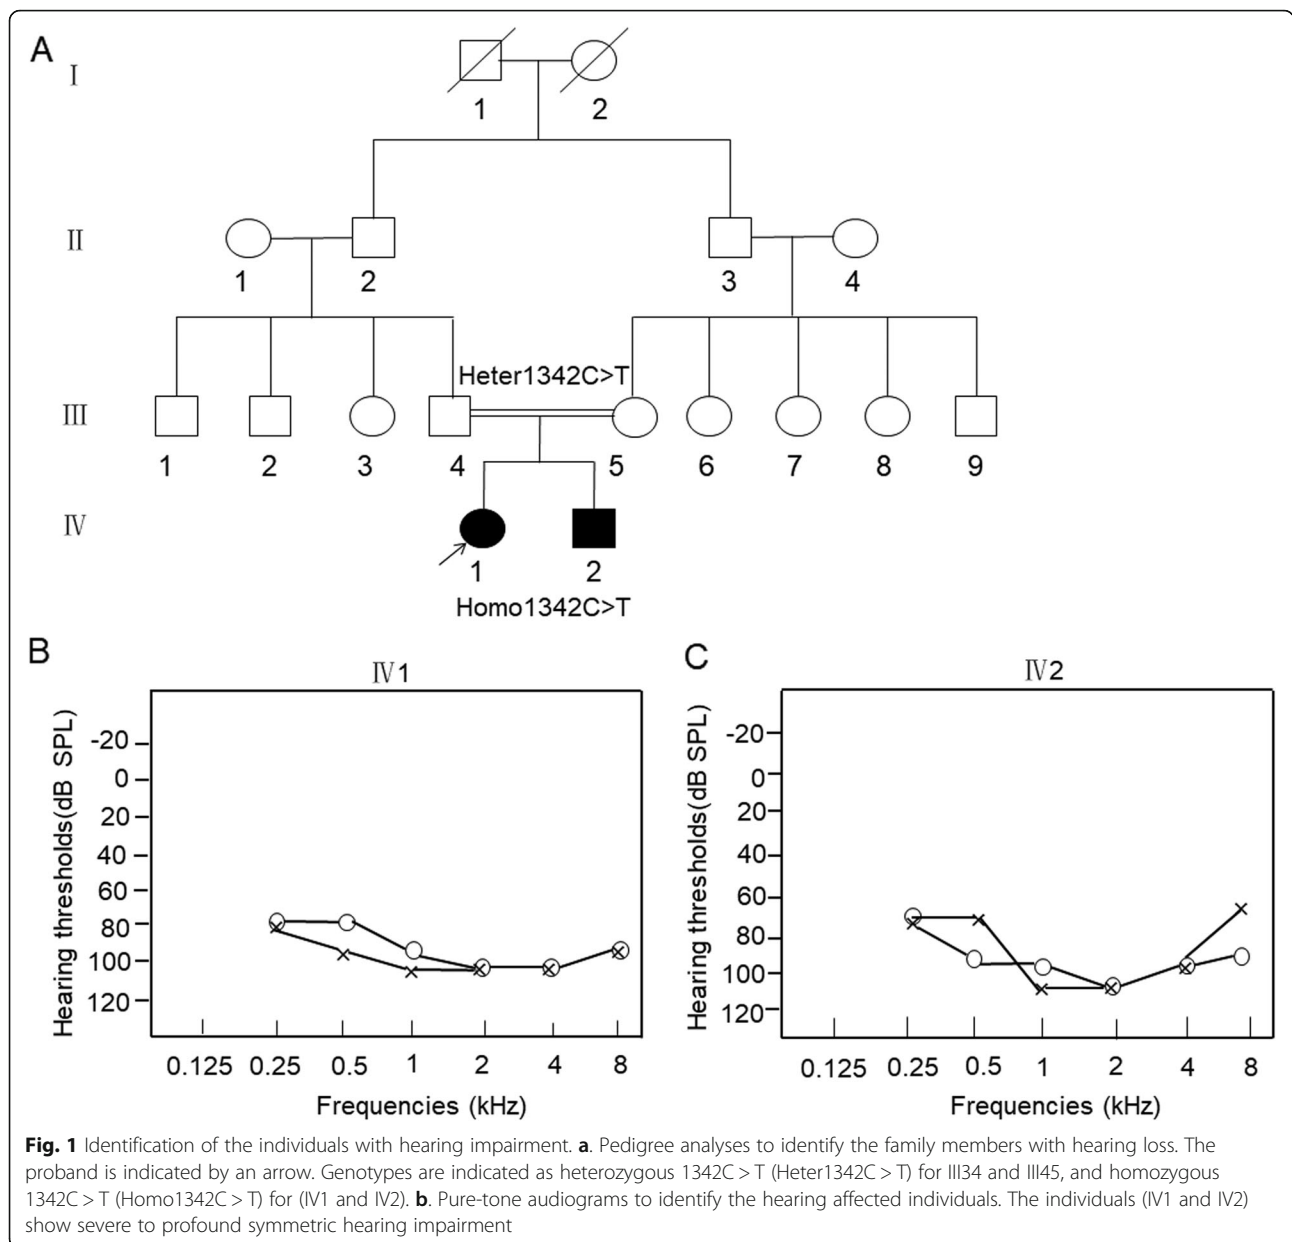 A
I
1 2
II
1 2 3 4
Heter1342C>T
III
1 2 3 4 5 6 7 8 9
IV
1 2
Homo1342C>T
B
IV1
Hearing thresholds(dB SPL)
-20
0
20
40
60
80
100
120
0.125 0.25 0.5 1 2 4 8
Frequencies (kHz)
C
IV2
Hearing thresholds(dB SPL)
-20
0
20
40
60
80
100
120
0.125 0.25 0.5 1 2 4 8
Frequencies (kHz)
Fig. 1 Identification of the individuals with hearing impairment. a. Pedigree analyses to identify the family members with hearing loss. The
proband is indicated by an arrow. Genotypes are indicated as heterozygous 1342C > T (Heter1342C > T) for III34 and III45, and homozygous
1342C > T (Homo1342C > T) for (IV1 and IV2). b. Pure-tone audiograms to identify the hearing affected individuals. The individuals (IV1 and IV2)
show severe to profound symmetric hearing impairment